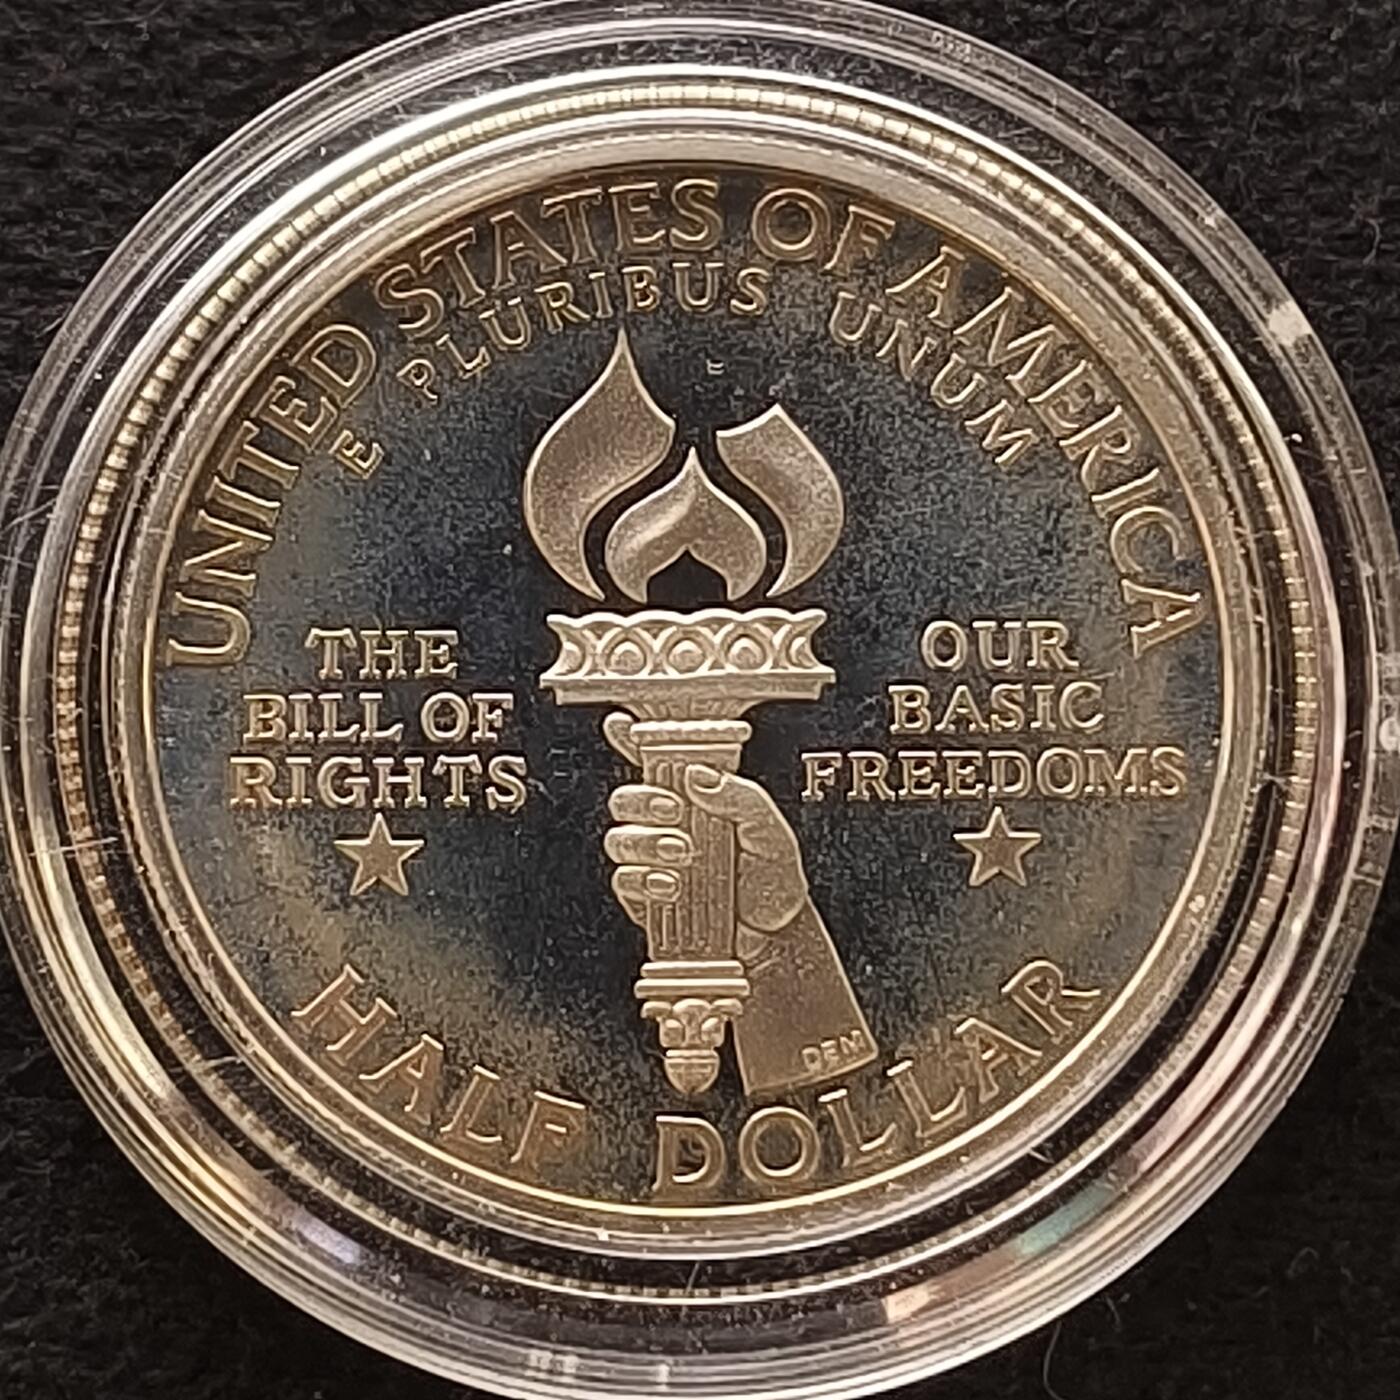 UNITED STATES OF AMERICA
E PLURIBUS UNUM
THE
BILL OF
RIGHTS
OUR
BASIC
FREEDOMS
DEM
HALF DOLLAR